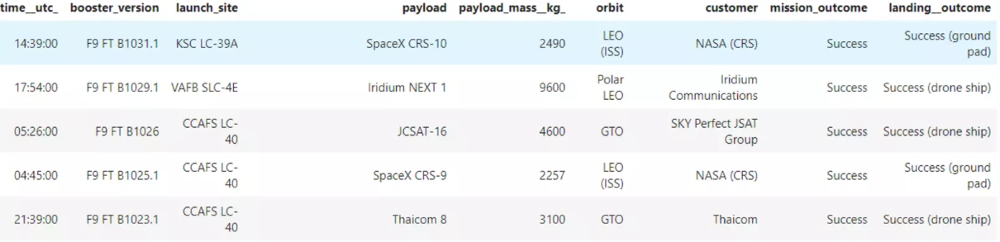 time__utc_ booster_version launch_site payload payload_mass__kg_ orbit customer mission_outcome landing__outcome
14:39:00 F9 FT B1031.1 KSC LC-39A SpaceX CRS-10 2490 LEO (ISS) NASA (CRS) Success Success (ground pad)
17:54:00 F9 FT B1029.1 VAFB SLC-4E Iridium NEXT 1 9600 Polar LEO Iridium Communications Success Success (drone ship)
05:26:00 F9 FT B1026 CCAFS LC-40 JCSAT-16 4600 GTO SKY Perfect JSAT Group Success Success (drone ship)
04:45:00 F9 FT B1025.1 CCAFS LC-40 SpaceX CRS-9 2257 LEO (ISS) NASA (CRS) Success Success (ground pad)
21:39:00 F9 FT B1023.1 CCAFS LC-40 Thaicom 8 3100 GTO Thaicom Success Success (drone ship)